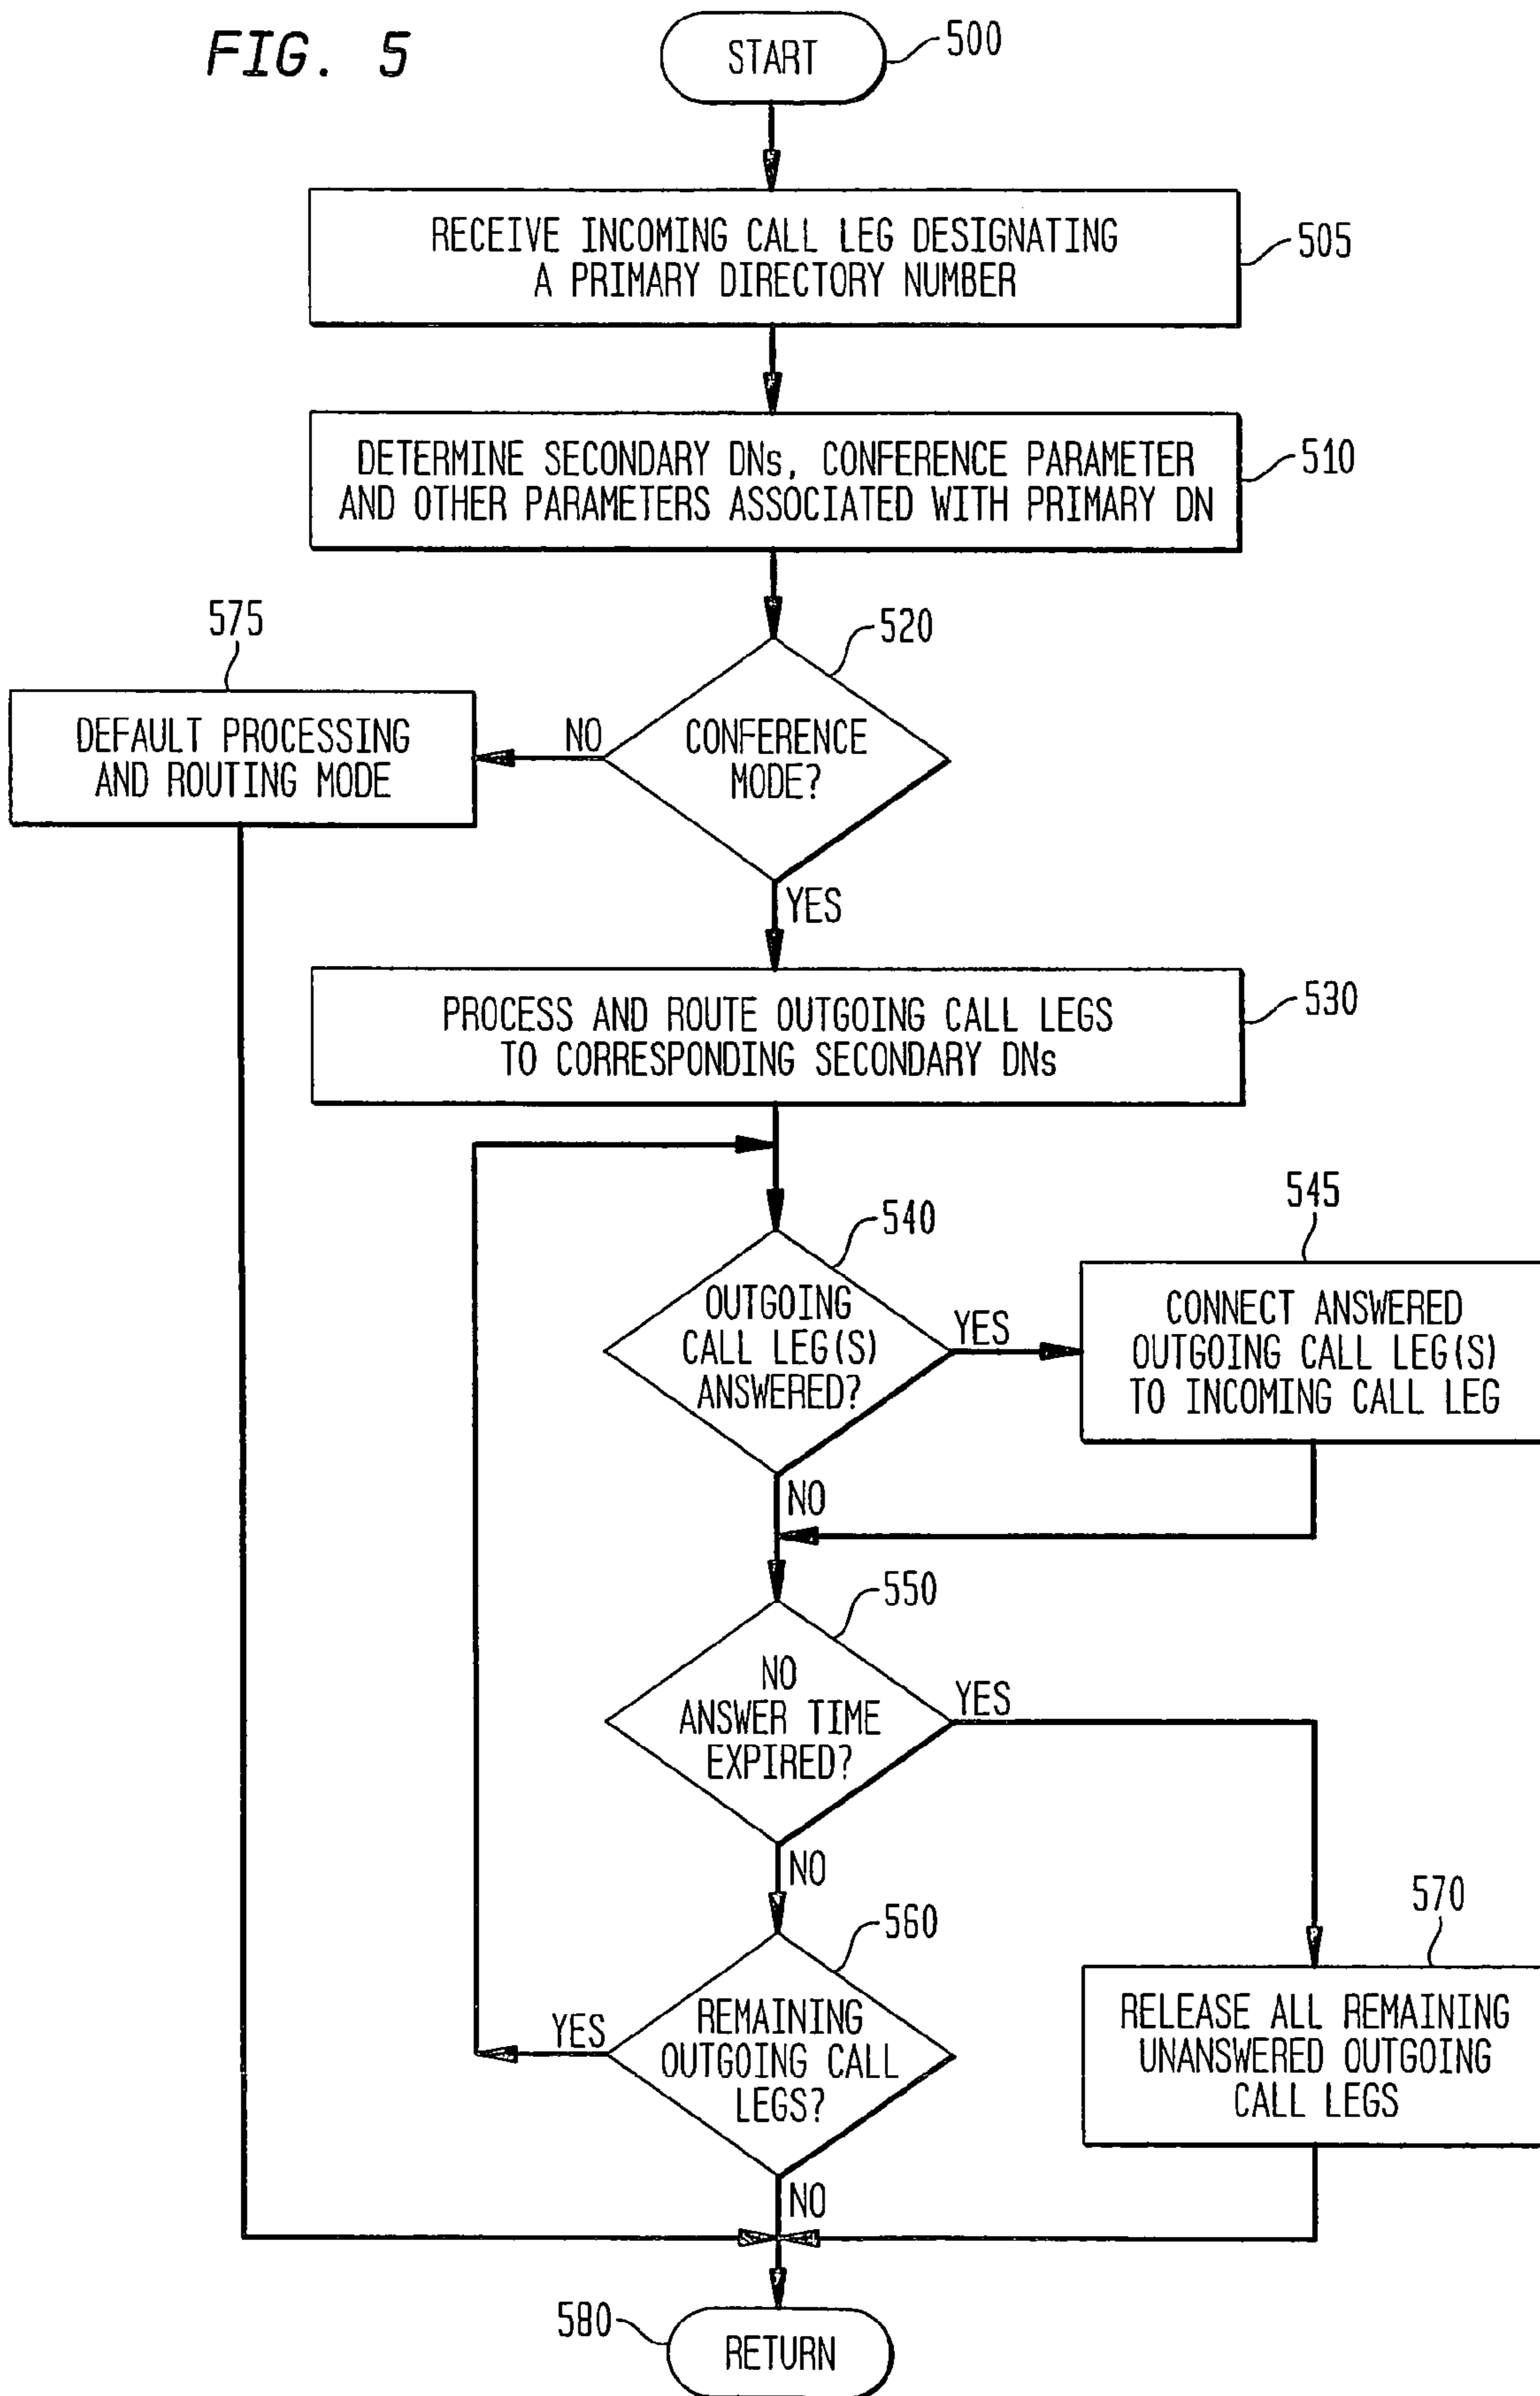 FIG. 5
START
500
RECEIVE INCOMING CALL LEG DESIGNATING
A PRIMARY DIRECTORY NUMBER
505
DETERMINE SECONDARY DNs, CONFERENCE PARAMETER
AND OTHER PARAMETERS ASSOCIATED WITH PRIMARY DN
510
575
520
DEFAULT PROCESSING
AND ROUTING MODE
NO
CONFERENCE
MODE?
YES
PROCESS AND ROUTE OUTGOING CALL LEGS
TO CORRESPONDING SECONDARY DNs
530
540
545
OUTGOING
CALL LEG(S)
ANSWERED?
YES
CONNECT ANSWERED
OUTGOING CALL LEG(S)
TO INCOMING CALL LEG
NO
550
NO
ANSWER TIME
EXPIRED?
YES
NO
560
570
REMAINING
OUTGOING CALL
LEGS?
YES
RELEASE ALL REMAINING
UNANSWERED OUTGOING
CALL LEGS
NO
580
RETURN